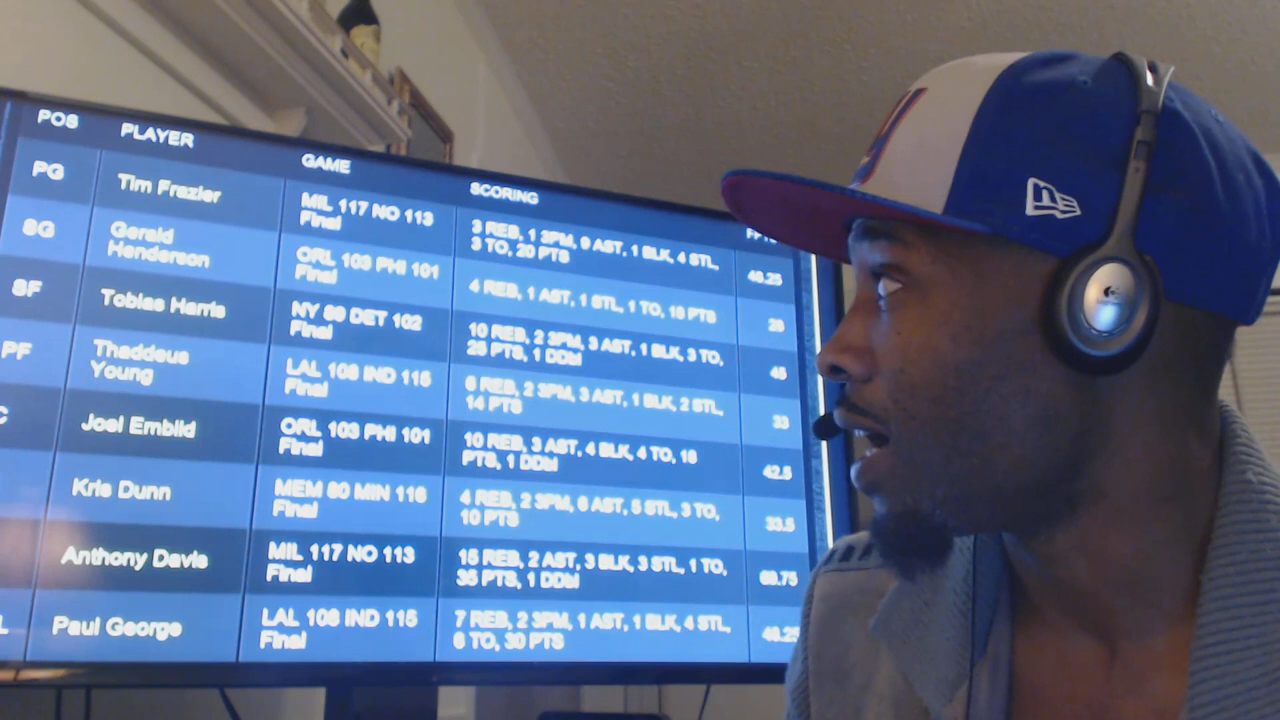 POS PLAYER GAME SCORING
PG Tim Frazier MIL 117 NO 113 3 REB, 1 3PM, 9 AST, 1 BLK, 4 STL,
Final 3 TO, 20 PTS
SG Gerald ORL 103 PHI 101 4 REB, 1 AST, 1 STL, 1 TO, 18 PTS
Henderson Final
SF Tobias Harris NY 89 DET 102 10 REB, 2 3PM, 3 AST, 1 BLK, 3 TO, 45
Final 25 PTS, 1 DDbl
PF Thaddeus LAL 108 IND 115 6 REB, 2 3PM, 3 AST, 1 BLK, 2 STL, 33
Young Final 14 PTS
C Joel Embiid ORL 103 PHI 101 10 REB, 3 AST, 4 BLK, 4 TO, 18 42.5
Final PTS, 1 DDbl
Kris Dunn MEM 80 MIN 116 4 REB, 2 3PM, 6 AST, 5 STL, 3 TO, 33.5
Final 10 PTS
Anthony Davis MIL 117 NO 113 15 REB, 2 AST, 3 BLK, 3 STL, 1 TO, 69.75
Final 35 PTS, 1 DDbl
Paul George LAL 108 IND 115 7 REB, 2 3PM, 1 AST, 1 BLK, 4 STL, 48.25
Final 6 TO, 30 PTS